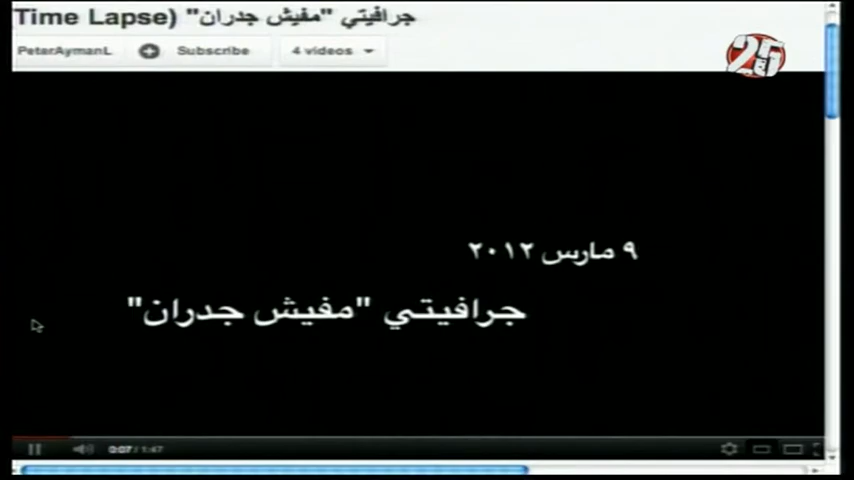 جرافيتي "مفيش جدران" (Time Lapse
PeterAymanL Subscribe 4 videos
25
٩ مارس ٢٠١٢
جرافيتي "مفيش جدران"
0:07 / 1:47